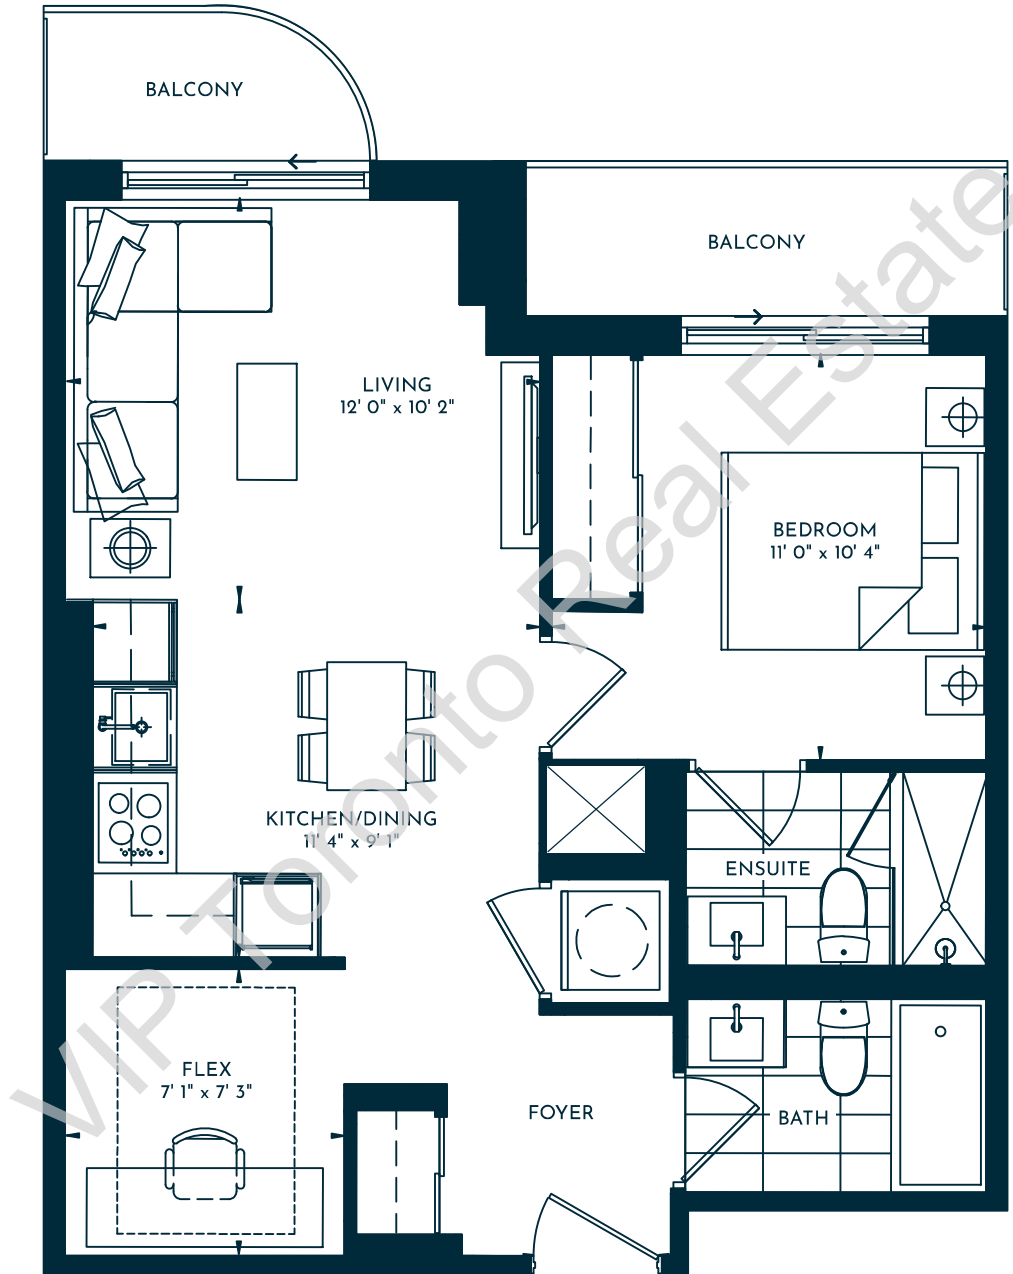 BALCONY
BALCONY
LIVING
12' 0" x 10' 2"
BEDROOM
11' 0" x 10' 4"
KITCHEN/DINING
11' 4" x 9' 1"
ENSUITE
FLEX
7' 1" x 7' 3"
FOYER
BATH
VIP Toronto Real Estate